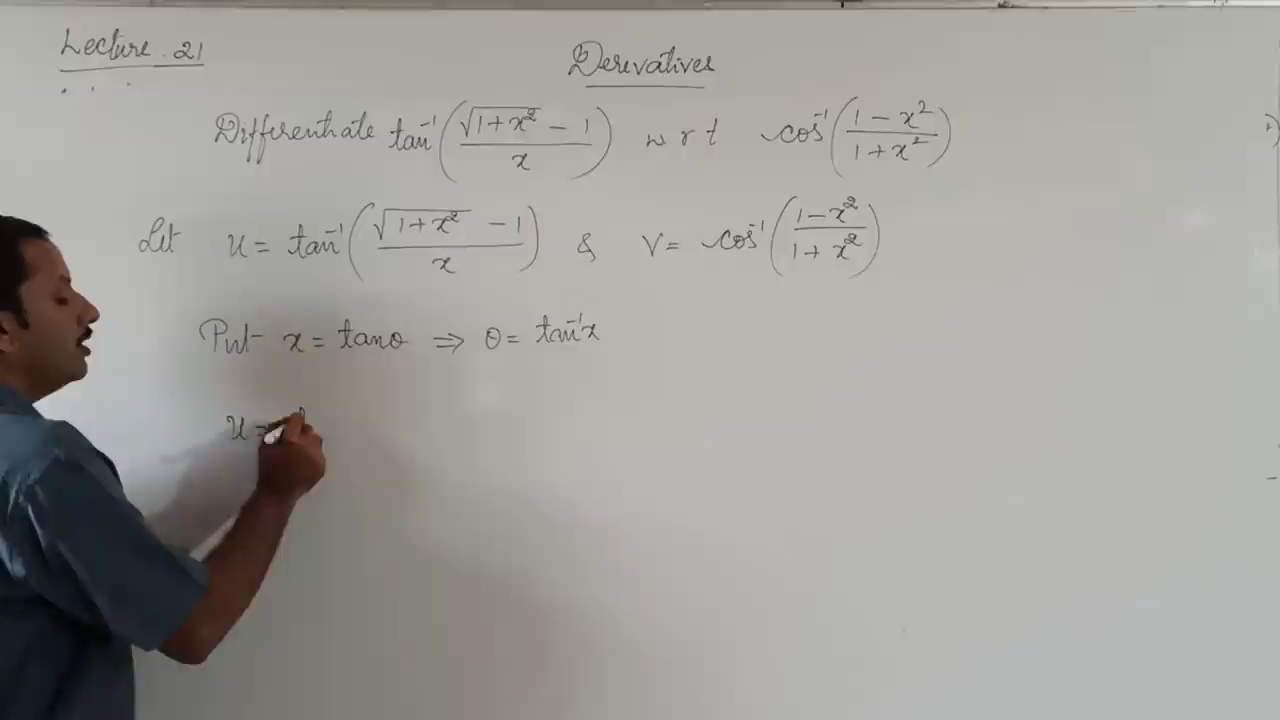 Lecture 21
Derivatives
Differentiate tan⁻¹(√(1+x²) - 1 / x) w r t cos⁻¹(1 - x² / 1 + x²)
Let u = tan⁻¹(√(1+x²) - 1 / x) & v = cos⁻¹(1 - x² / 1 + x²)
Put x = tanθ ⇒ θ = tan⁻¹x
u =